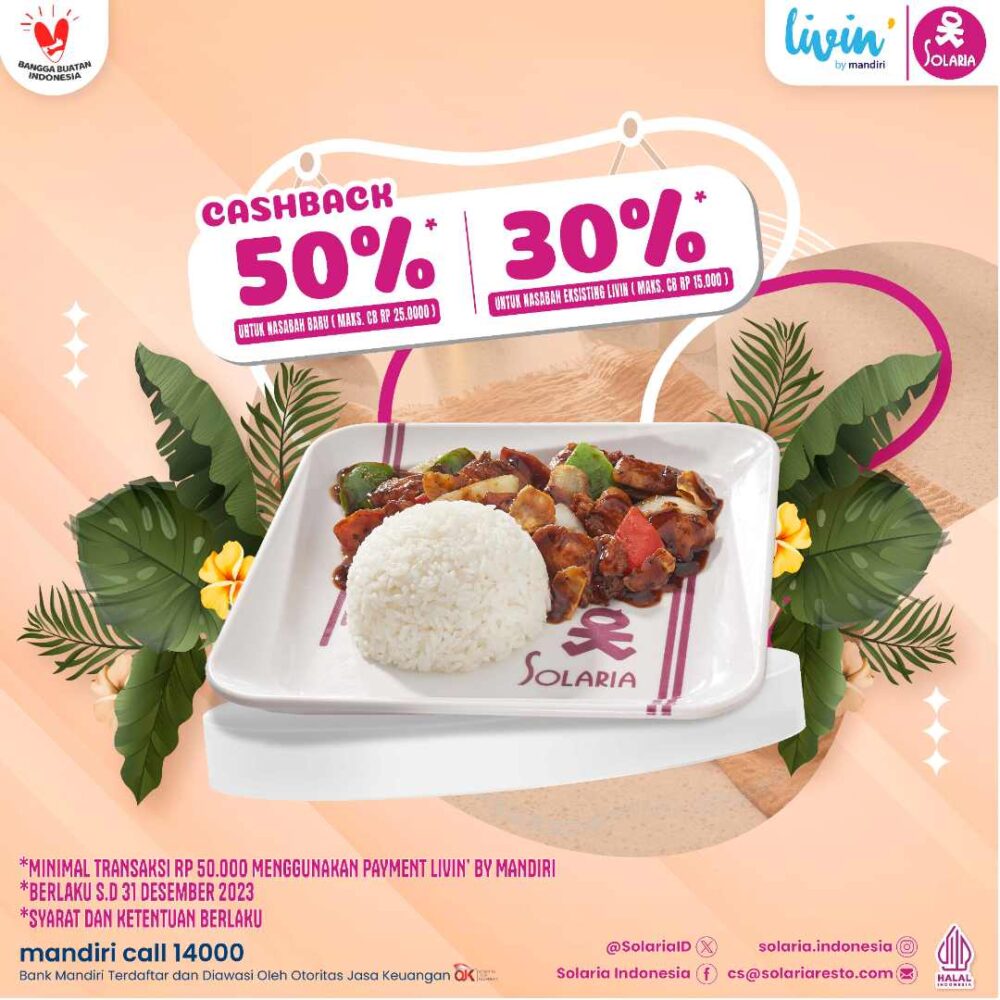 BANGGA BUATAN
INDONESIA
livin'
by mandiri
SOLARIA
CASHBACK
50%*
UNTUK NASABAH BARU ( MAKS. CB RP 25.0000 )
30%*
UNTUK NASABAH EKSISTING LIVIN ( MAKS. CB RP 15.000 )
SOLARIA
*MINIMAL TRANSAKSI RP 50.000 MENGGUNAKAN PAYMENT LIVIN' BY MANDIRI
*BERLAKU S.D 31 DESEMBER 2023
*SYARAT DAN KETENTUAN BERLAKU
mandiri call 14000
Bank Mandiri Terdaftar dan Diawasi Oleh Otoritas Jasa Keuangan
@SolariaID
solaria.indonesia
Solaria Indonesia
cs@solariaresto.com
HALAL
INDONESIA